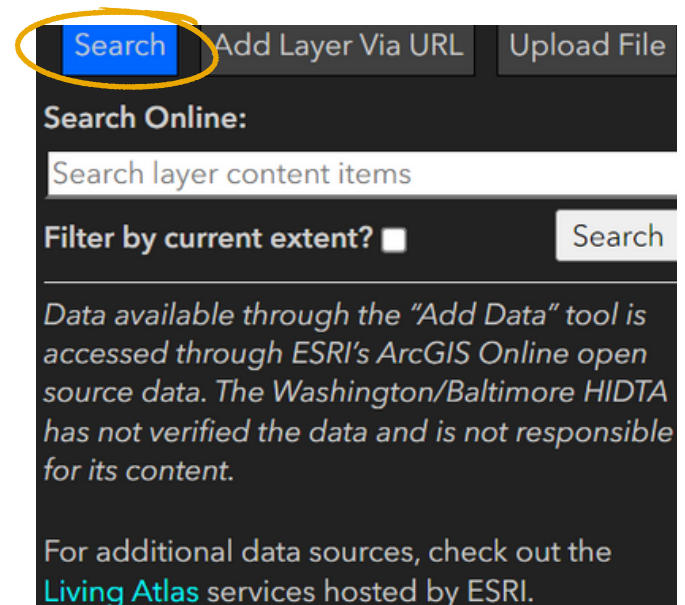 Search Add Layer Via URL Upload File
Search Online:
Search layer content items
Filter by current extent? Search
Data available through the “Add Data” tool is
accessed through ESRI’s ArcGIS Online open
source data. The Washington/Baltimore HIDTA
has not verified the data and is not responsible
for its content.
For additional data sources, check out the
Living Atlas services hosted by ESRI.